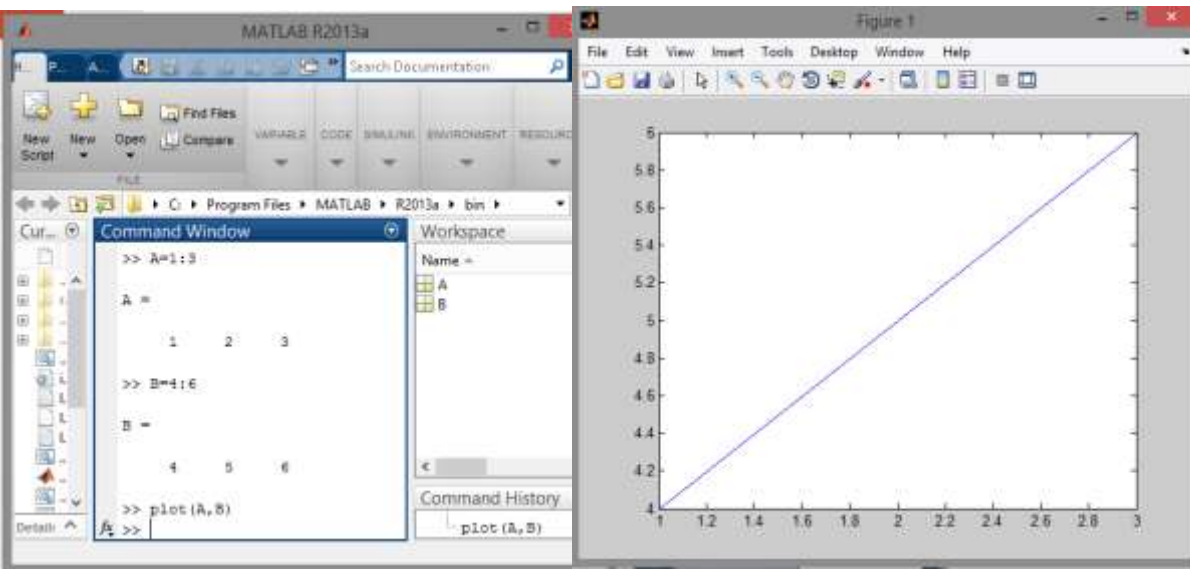 MATLAB R2013a
H... P... A... Search Documentation
New Script
New
Open
Find Files
Compare
FILE
VARIABLE CODE SIMULINK ENVIRONMENT RESOURC
C: Program Files MATLAB R2013a bin
Cur...
Command Window
>> A=1:3
A =
1 2 3
>> B=4:6
B =
4 5 6
>> plot(A,B)
fx >>
Details
Workspace
Name
A
B
Command History
plot(A,B)
Figure 1
File Edit View Insert Tools Desktop Window Help
6
5.8
5.6
5.4
5.2
5
4.8
4.6
4.4
4.2
4
1 1.2 1.4 1.6 1.8 2 2.2 2.4 2.6 2.8 3